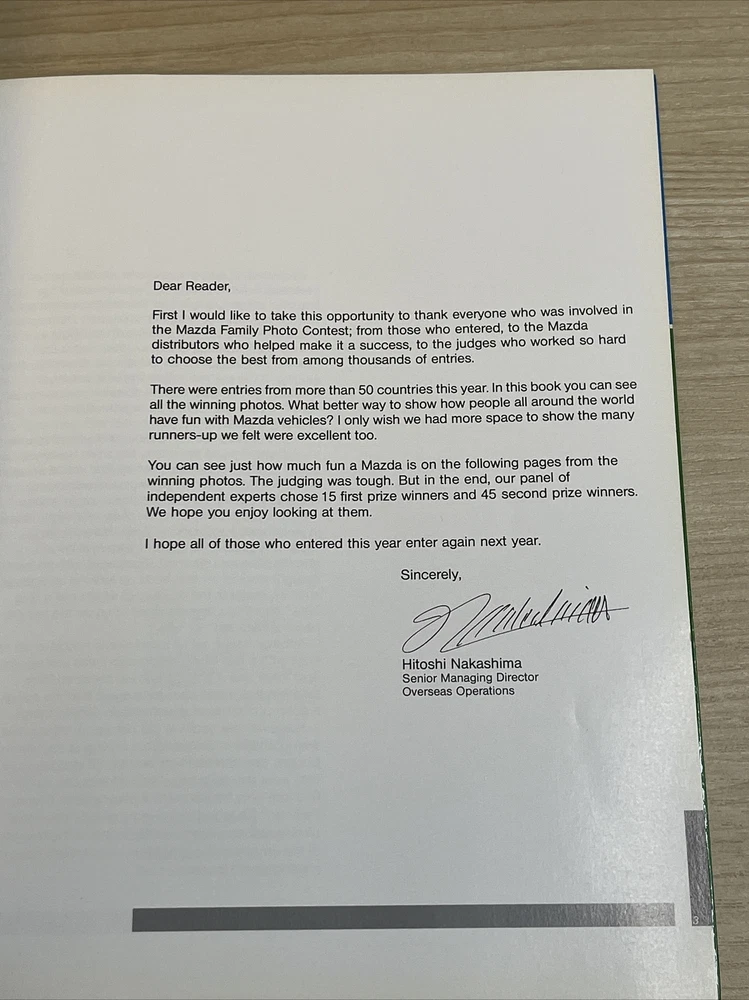 Dear Reader,
First I would like to take this opportunity to thank everyone who was involved in
the Mazda Family Photo Contest; from those who entered, to the Mazda
distributors who helped make it a success, to the judges who worked so hard
to choose the best from among thousands of entries.
There were entries from more than 50 countries this year. In this book you can see
all the winning photos. What better way to show how people all around the world
have fun with Mazda vehicles? I only wish we had more space to show the many
runners-up we felt were excellent too.
You can see just how much fun a Mazda is on the following pages from the
winning photos. The judging was tough. But in the end, our panel of
independent experts chose 15 first prize winners and 45 second prize winners.
We hope you enjoy looking at them.
I hope all of those who entered this year enter again next year.
Sincerely,
Hitoshi Nakashima
Senior Managing Director
Overseas Operations
3